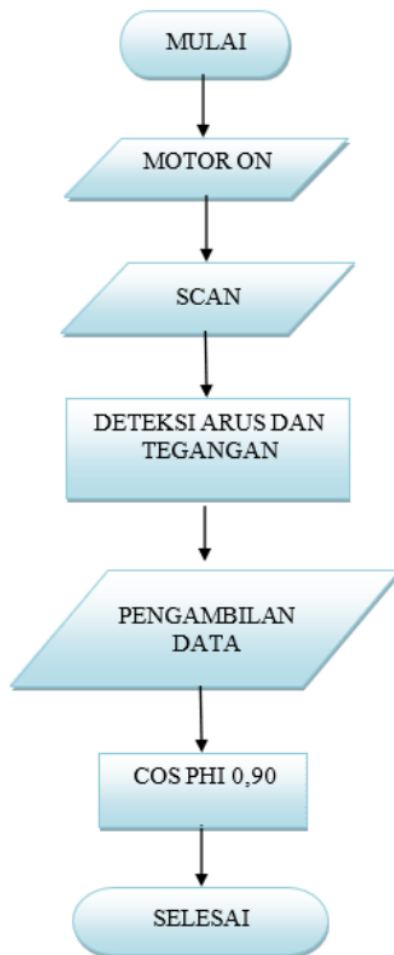 MULAI
MOTOR ON
SCAN
DETEKSI ARUS DAN
TEGANGAN
PENGAMBILAN
DATA
COS PHI 0,90
SELESAI